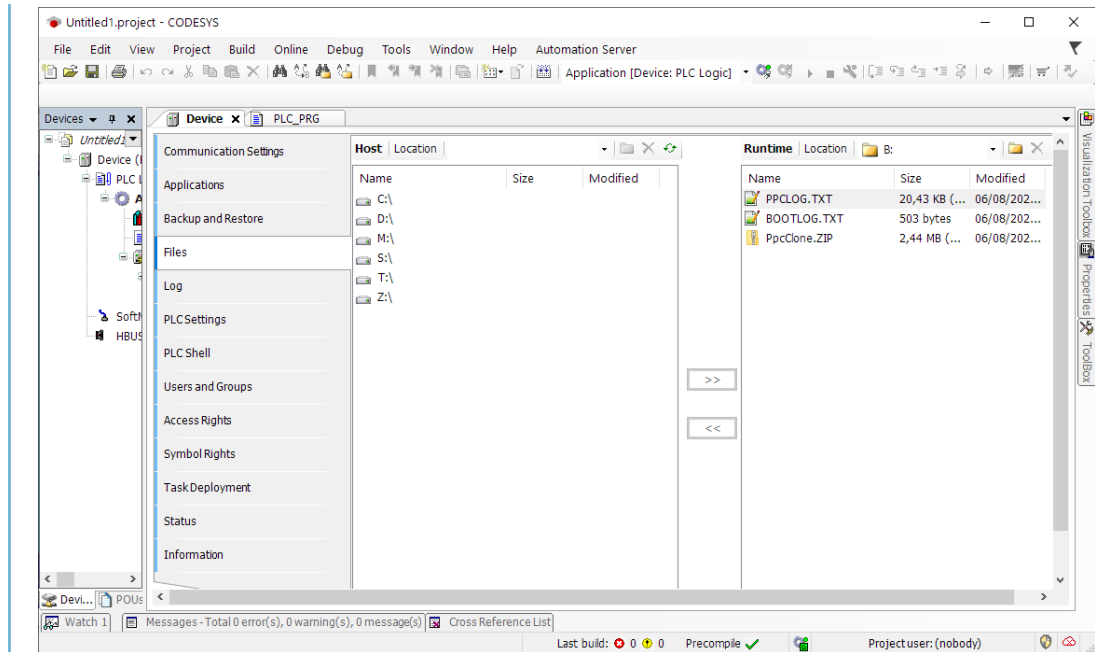 Untitled1.project - CODESYS
File Edit View Project Build Online Debug Tools Window Help Automation Server
Application [Device: PLC Logic]
Devices
Device PLC_PRG
Untitled1
Device (
PLC L
A
Soft
HBUS
Communication Settings
Applications
Backup and Restore
Files
Log
PLC Settings
PLC Shell
Users and Groups
Access Rights
Symbol Rights
Task Deployment
Status
Information
Host Location
Name Size Modified
C:\
D:\
M:\
S:\
T:\
Z:\
>>
<<
Runtime Location B:
Name Size Modified
PPCLOG.TXT 20,43 KB (... 06/08/202...
BOOTLOG.TXT 503 bytes 06/08/202...
PpcClone.ZIP 2,44 MB (... 06/08/202...
Visualization Toolbox
Properties
ToolBox
Devi... POUs
Watch 1 Messages - Total 0 error(s), 0 warning(s), 0 message(s) Cross Reference List
Last build: 0 0 Precompile Project user: (nobody)